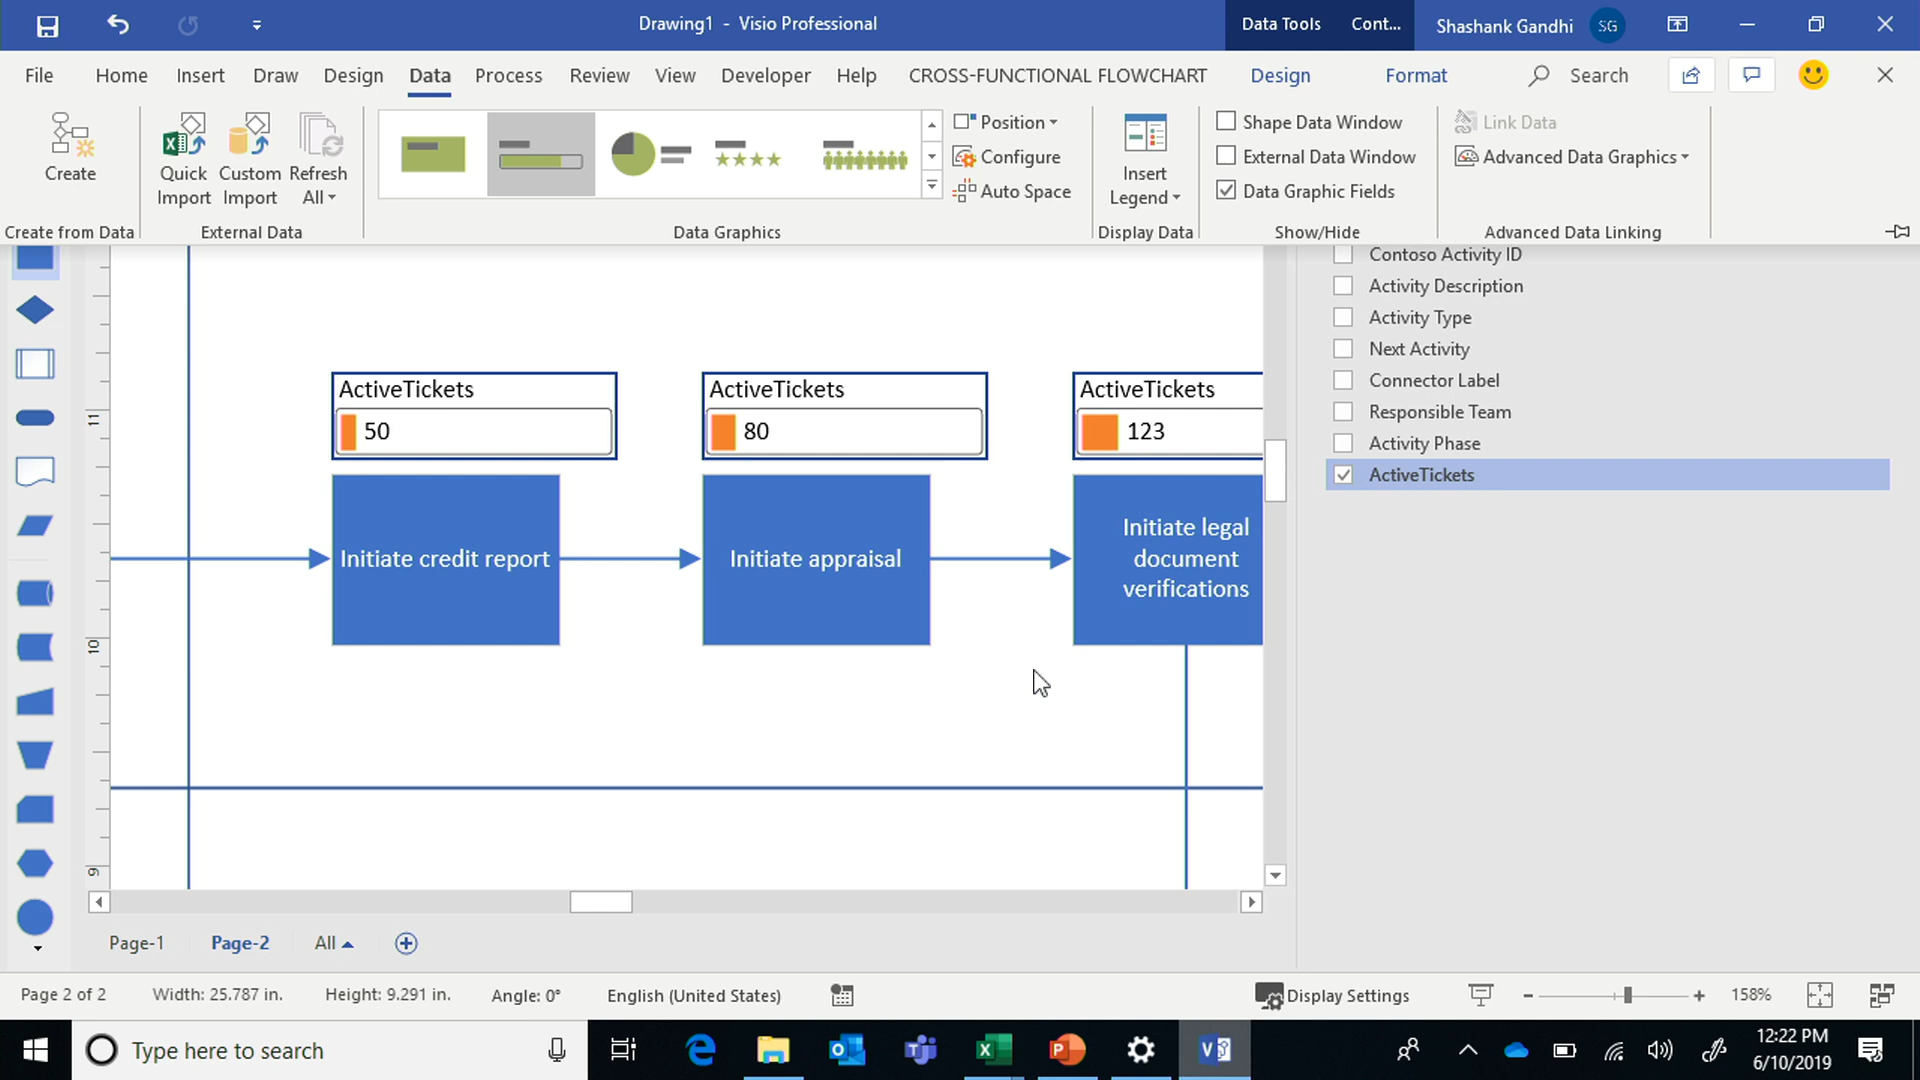 Drawing1 - Visio Professional
Data Tools
Cont...
Shashank Gandhi
SG
File
Home
Insert
Draw
Design
Data
Process
Review
View
Developer
Help
CROSS-FUNCTIONAL FLOWCHART
Design
Format
Search
Create
Quick
Import
Custom
Import
Refresh
All
Position
Configure
Auto Space
Insert
Legend
Shape Data Window
External Data Window
Data Graphic Fields
Link Data
Advanced Data Graphics
Create from Data
External Data
Data Graphics
Display Data
Show/Hide
Advanced Data Linking
Contoso Activity ID
Activity Description
Activity Type
Next Activity
Connector Label
Responsible Team
Activity Phase
ActiveTickets
11
10
9
ActiveTickets
50
ActiveTickets
80
ActiveTickets
123
Initiate credit report
Initiate appraisal
Initiate legal
document
verifications
Page-1
Page-2
All
Page 2 of 2
Width: 25.787 in.
Height: 9.291 in.
Angle: 0°
English (United States)
Display Settings
158%
Type here to search
12:22 PM
6/10/2019